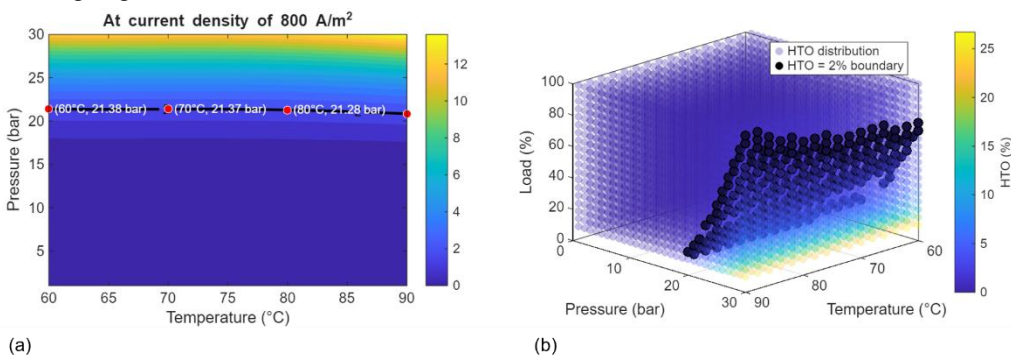 At current density of 800 A/m²
30
25
20
15
10
5
Pressure (bar)
(60°C, 21.38 bar)
(70°C, 21.37 bar)
(80°C, 21.28 bar)
60
65
70
75
80
85
90
Temperature (°C)
12
10
8
6
4
2
0
(a)
HTO distribution
HTO = 2% boundary
100
80
60
40
20
0
Load (%)
0
10
20
30
Pressure (bar)
90
80
70
60
Temperature (°C)
25
20
15
10
5
0
HTO (%)
(b)